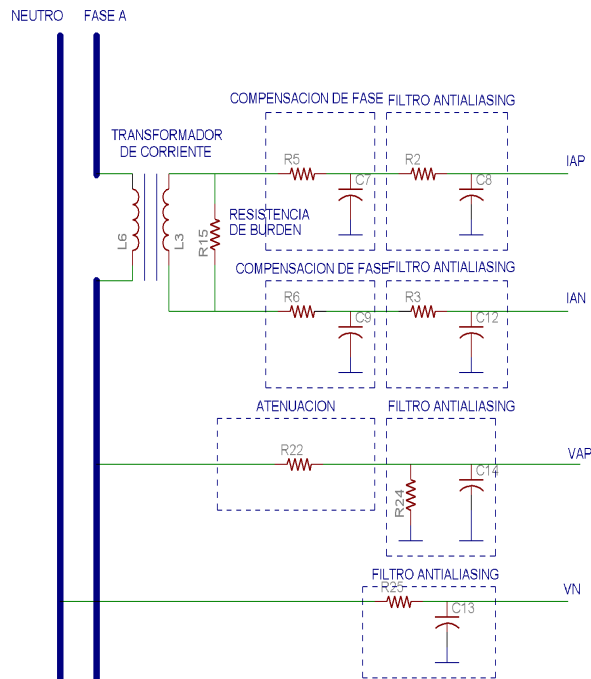 NEUTRO FASE A
COMPENSACION DE FASE
FILTRO ANTIALIASING
TRANSFORMADOR
DE CORRIENTE
R5
R2
IAP
C7
C8
L6
L3
R15
RESISTENCIA
DE BURDEN
COMPENSACION DE FASE
FILTRO ANTIALIASING
R6
R3
IAN
C9
C12
ATENUACION
FILTRO ANTIALIASING
R22
VAP
C14
R24
FILTRO ANTIALIASING
R25
VN
C13